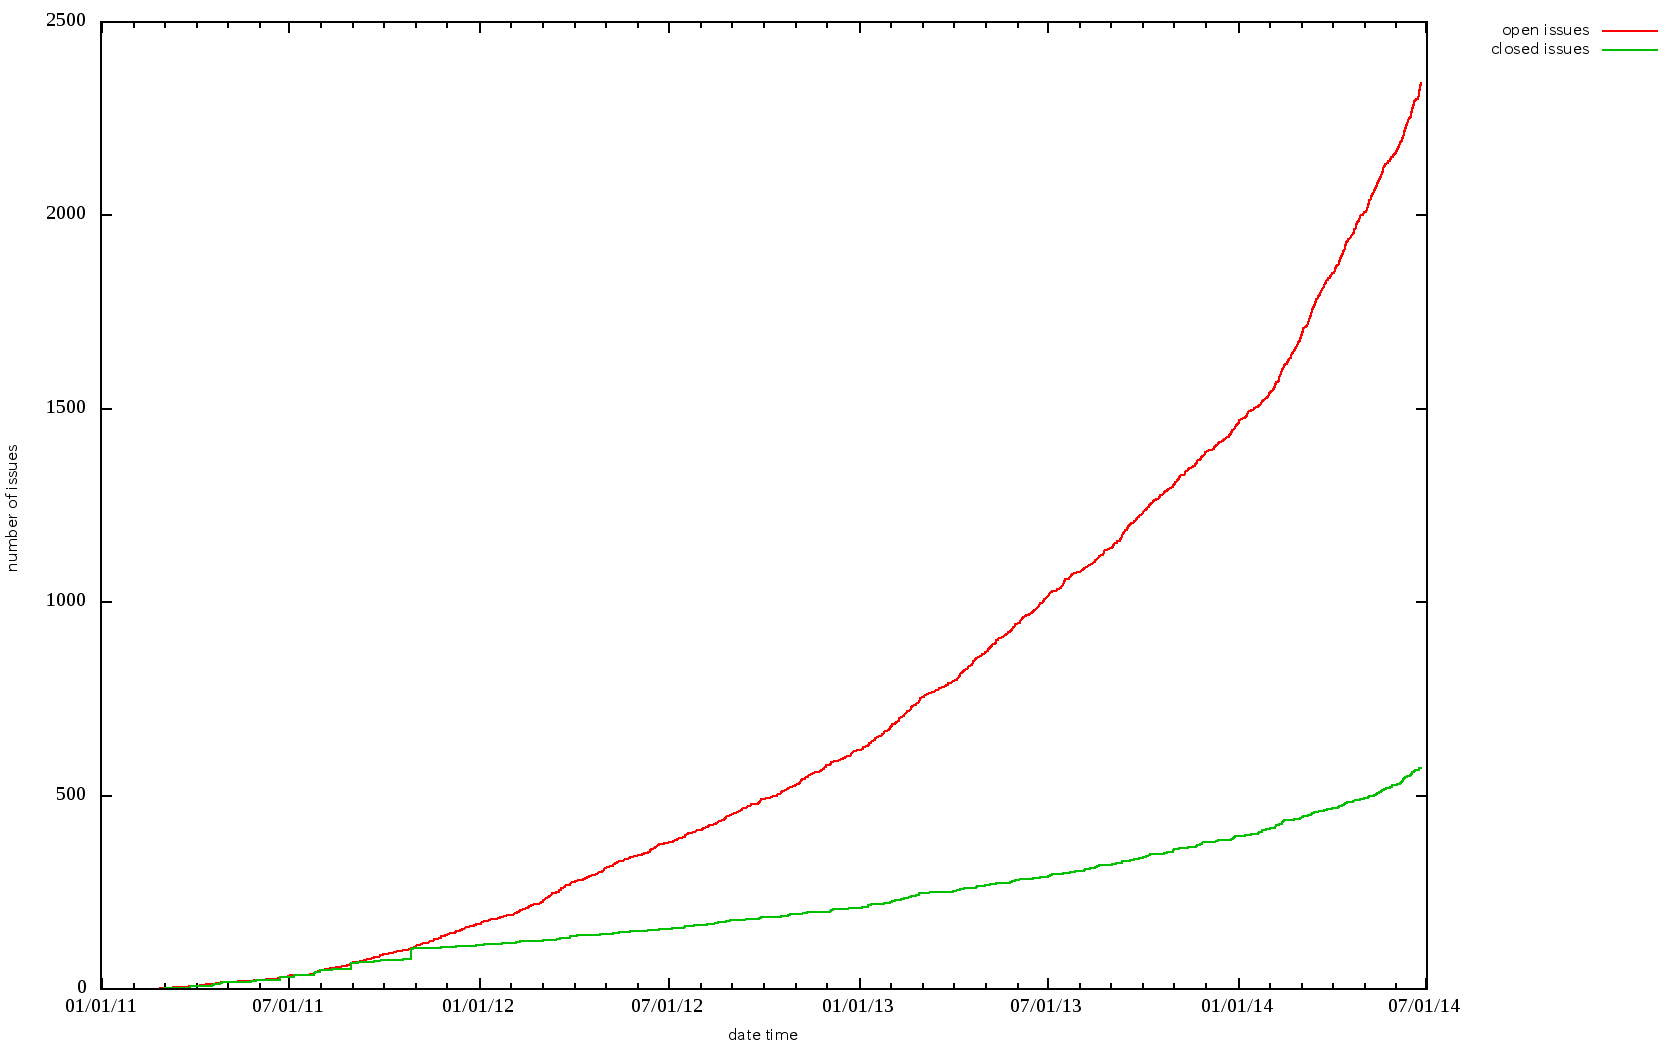 open issues
closed issues
2500
2000
1500
1000
500
0
number of issues
01/01/11 07/01/11 01/01/12 07/01/12 01/01/13 07/01/13 01/01/14 07/01/14
date time